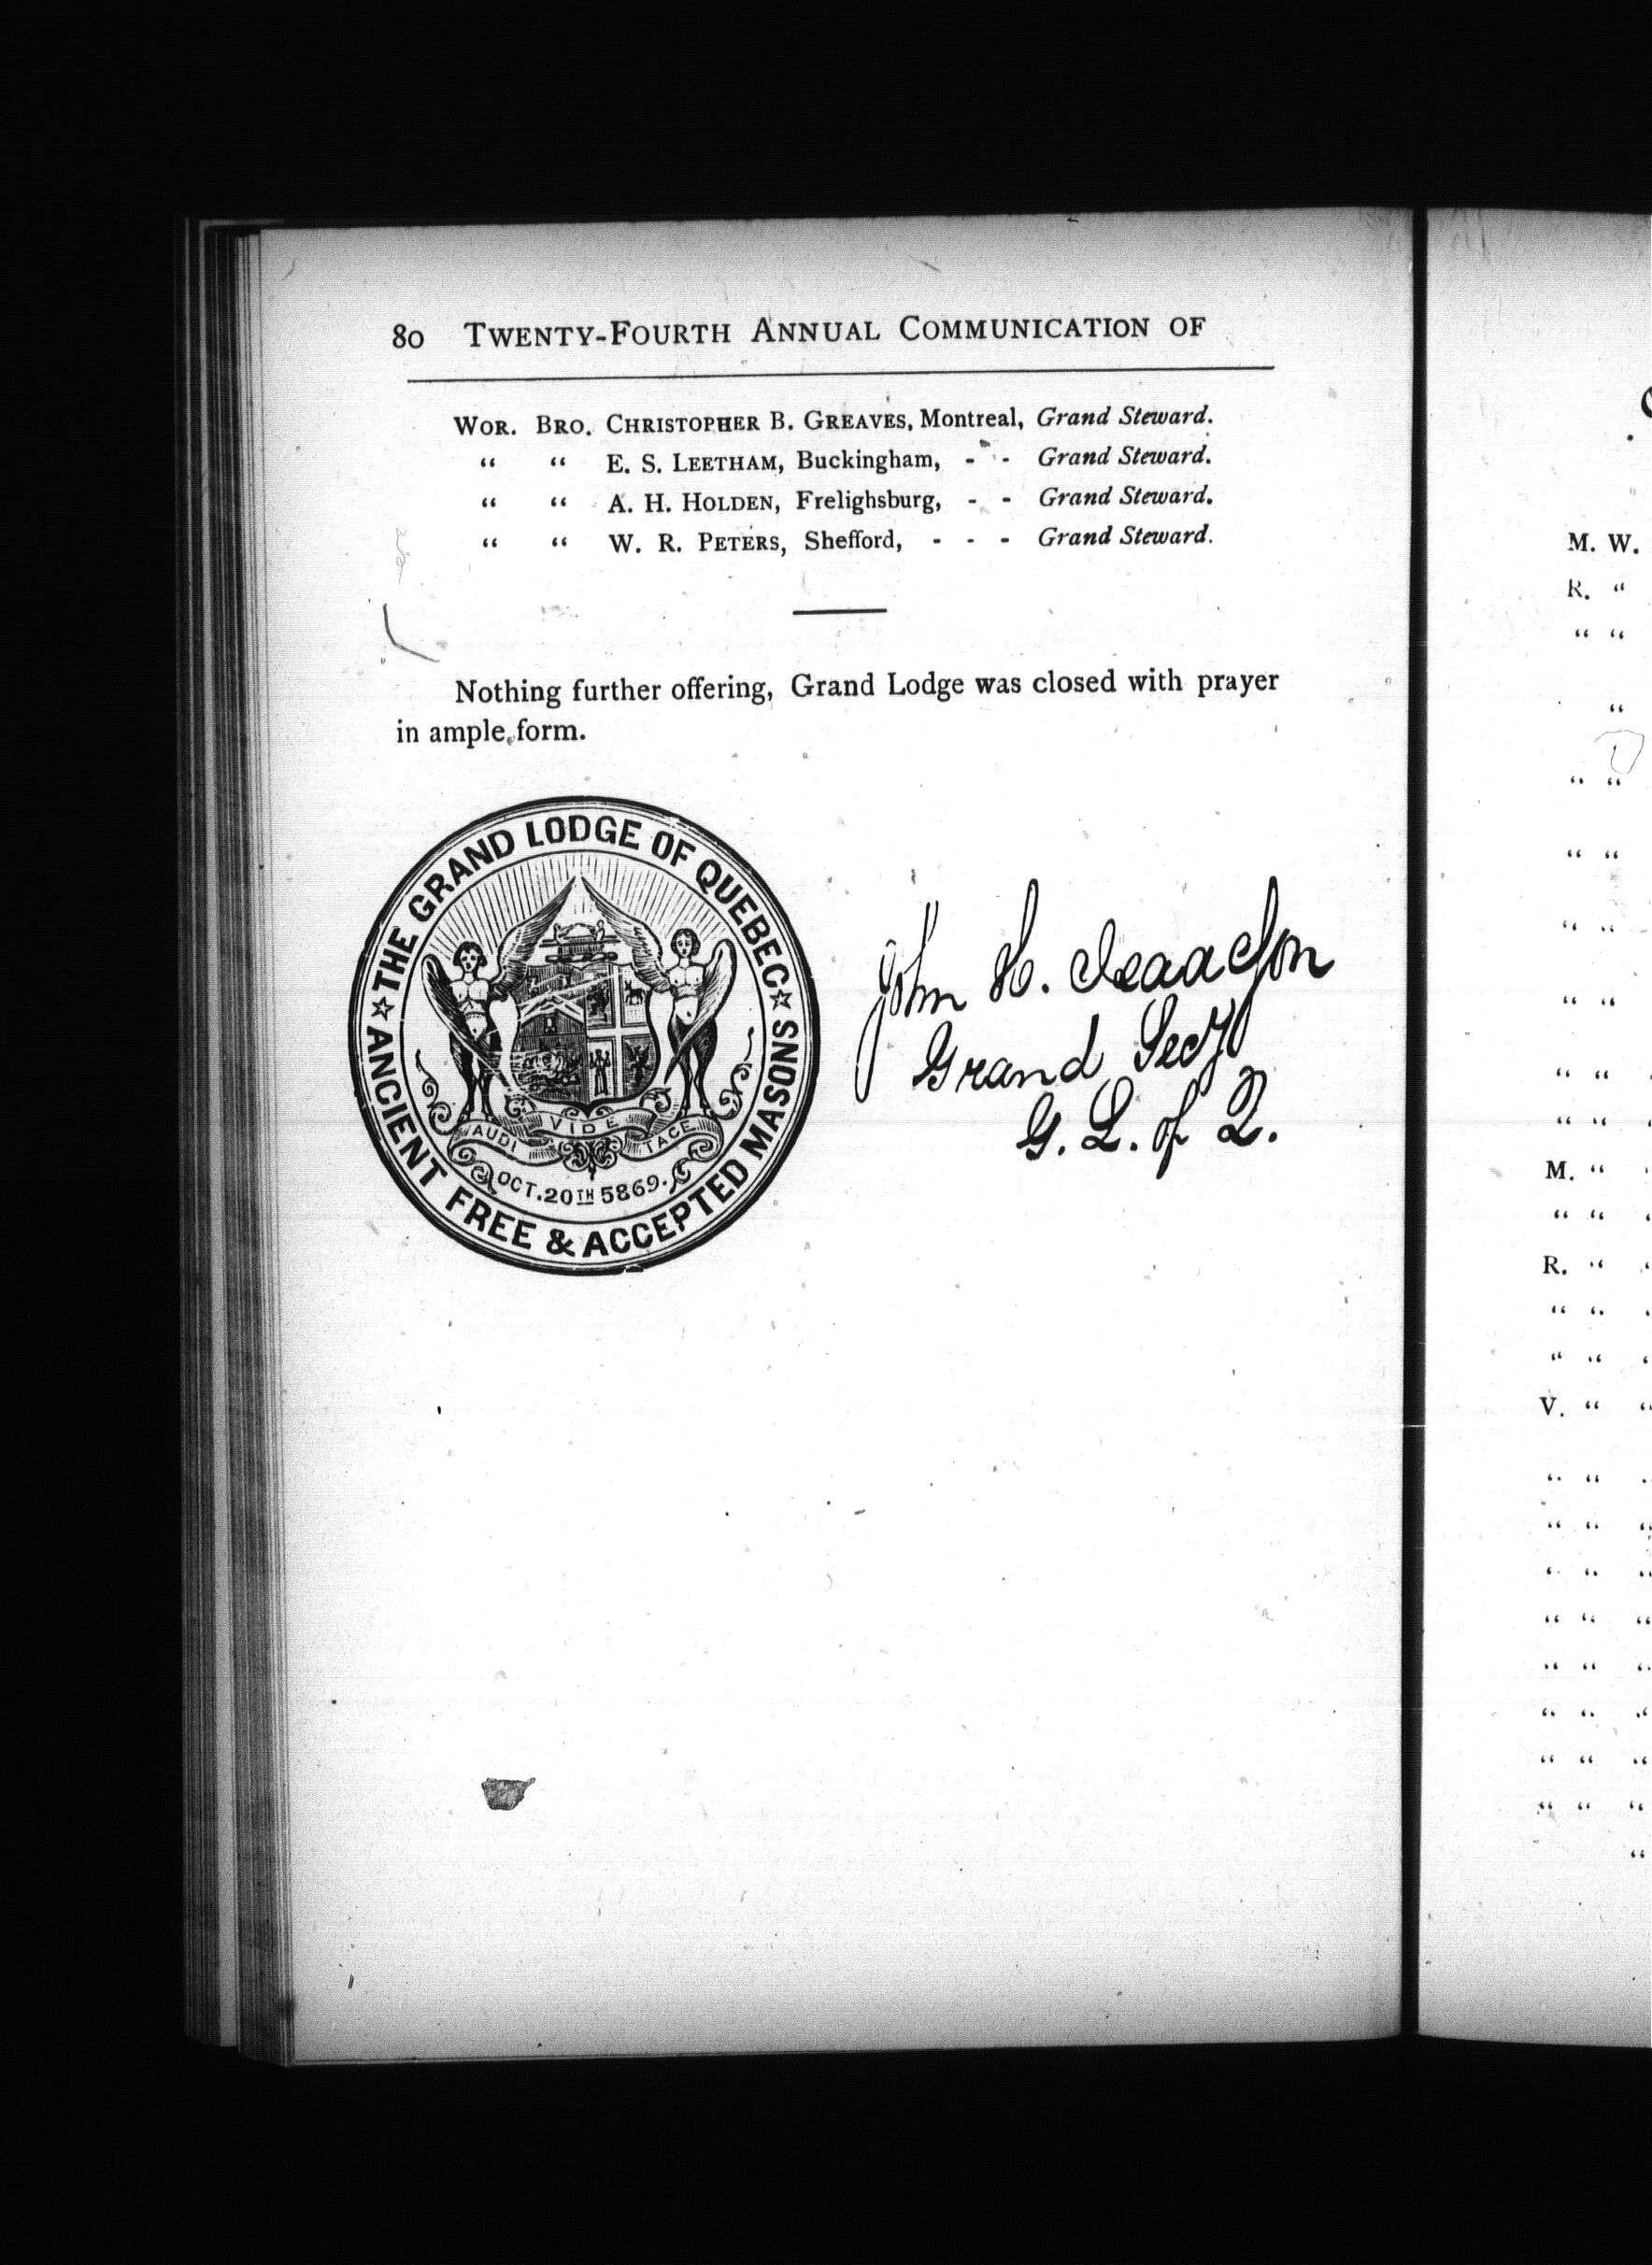 80 TWENTY-FOURTH ANNUAL COMMUNICATION OF
WOR. BRO. CHRISTOPHER B. GREAVES, Montreal, Grand Steward.
“ “ E. S. LEETHAM, Buckingham, - - Grand Steward.
“ “ A. H. HOLDEN, Frelighsburg, - - Grand Steward.
“ “ W. R. PETERS, Shefford, - - - Grand Steward.
Nothing further offering, Grand Lodge was closed with prayer
in ample form.
THE GRAND LODGE OF QUEBEC
ANCIENT FREE & ACCEPTED MASONS
AUDI VIDE TACE
OCT. 20TH 5869.
John H. Isaacson
Grand Secy
G. L. of Q.
M. W.
R. “
“ “
“
“ “
“ “
“ “
“ “
“ “
“ “
M. “
“ “
R. “
“ “
“ “
V. “ “
“ “
“ “ “
“ “ “
“ “ “
“ “ “
“ “ “
“ “ “
“ “ “
“